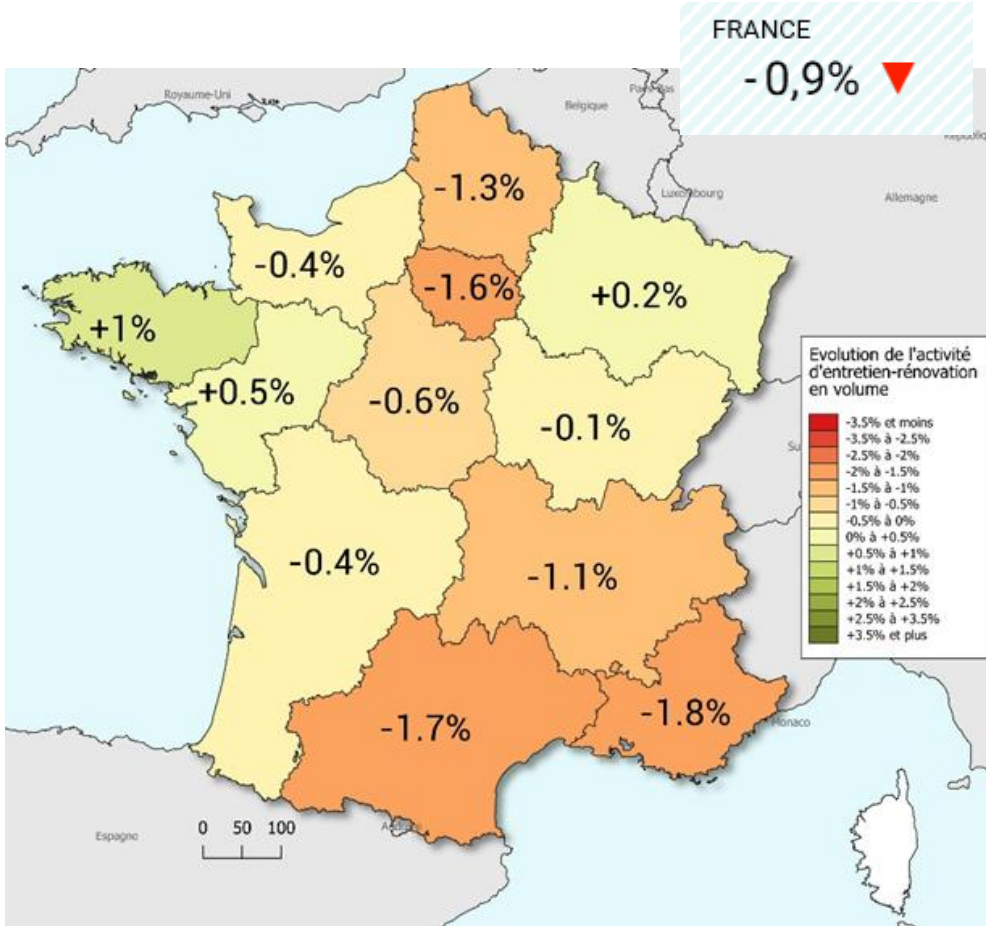 FRANCE
- 0,9%
Royaume-Uni
Belgique
Pays-Bas
Luxembourg
Allemagne
-1.3%
-0.4%
-1.6%
+0.2%
+1%
+0.5%
-0.6%
-0.1%
-0.4%
-1.1%
-1.7%
-1.8%
Monaco
Espagne
0 50 100
Evolution de l'activité
d'entretien-rénovation
en volume
-3.5% et moins
-3.5% à -2.5%
-2.5% à -2%
-2% à -1.5%
-1.5% à -1%
-1% à -0.5%
-0.5% à 0%
0% à +0.5%
+0.5% à +1%
+1% à +1.5%
+1.5% à +2%
+2% à +2.5%
+2.5% à +3.5%
+3.5% et plus